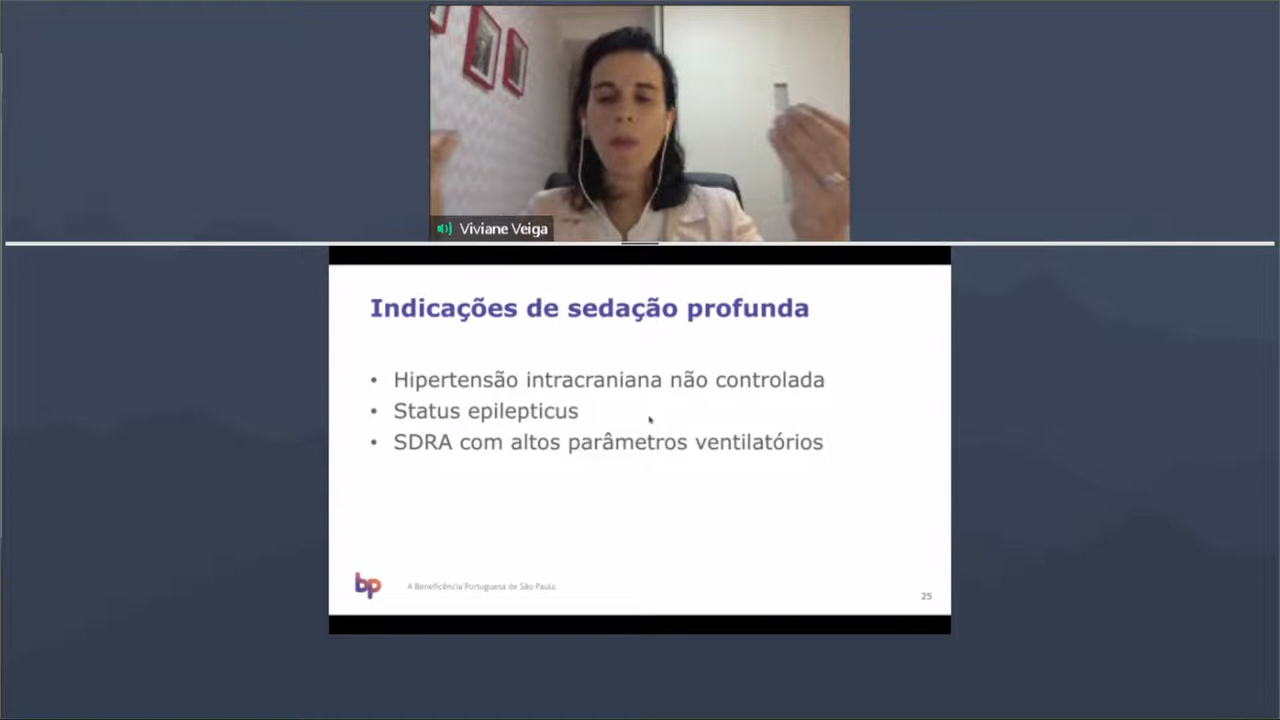 Viviane Veiga
Indicações de sedação profunda
• Hipertensão intracraniana não controlada
• Status epilepticus
• SDRA com altos parâmetros ventilatórios
bp
A Beneficência Portuguesa de São Paulo
25